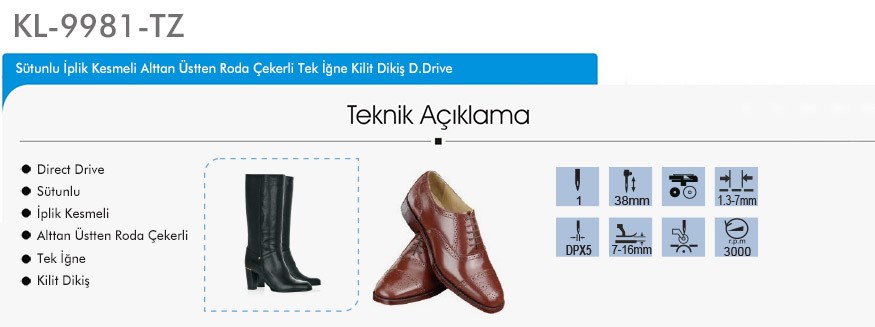 KL-9981-TZ
Sütunlu İplik Kesmeli Alttan Üstten Roda Çekerli Tek İğne Kilit Dikiş D.Drive
Teknik Açıklama
Direct Drive
Sütunlu
İplik Kesmeli
Alttan Üstten Roda Çekerli
Tek İğne
Kilit Dikiş
1
38mm
1.3-7mm
DPX5
7-16mm
r.p.m
3000